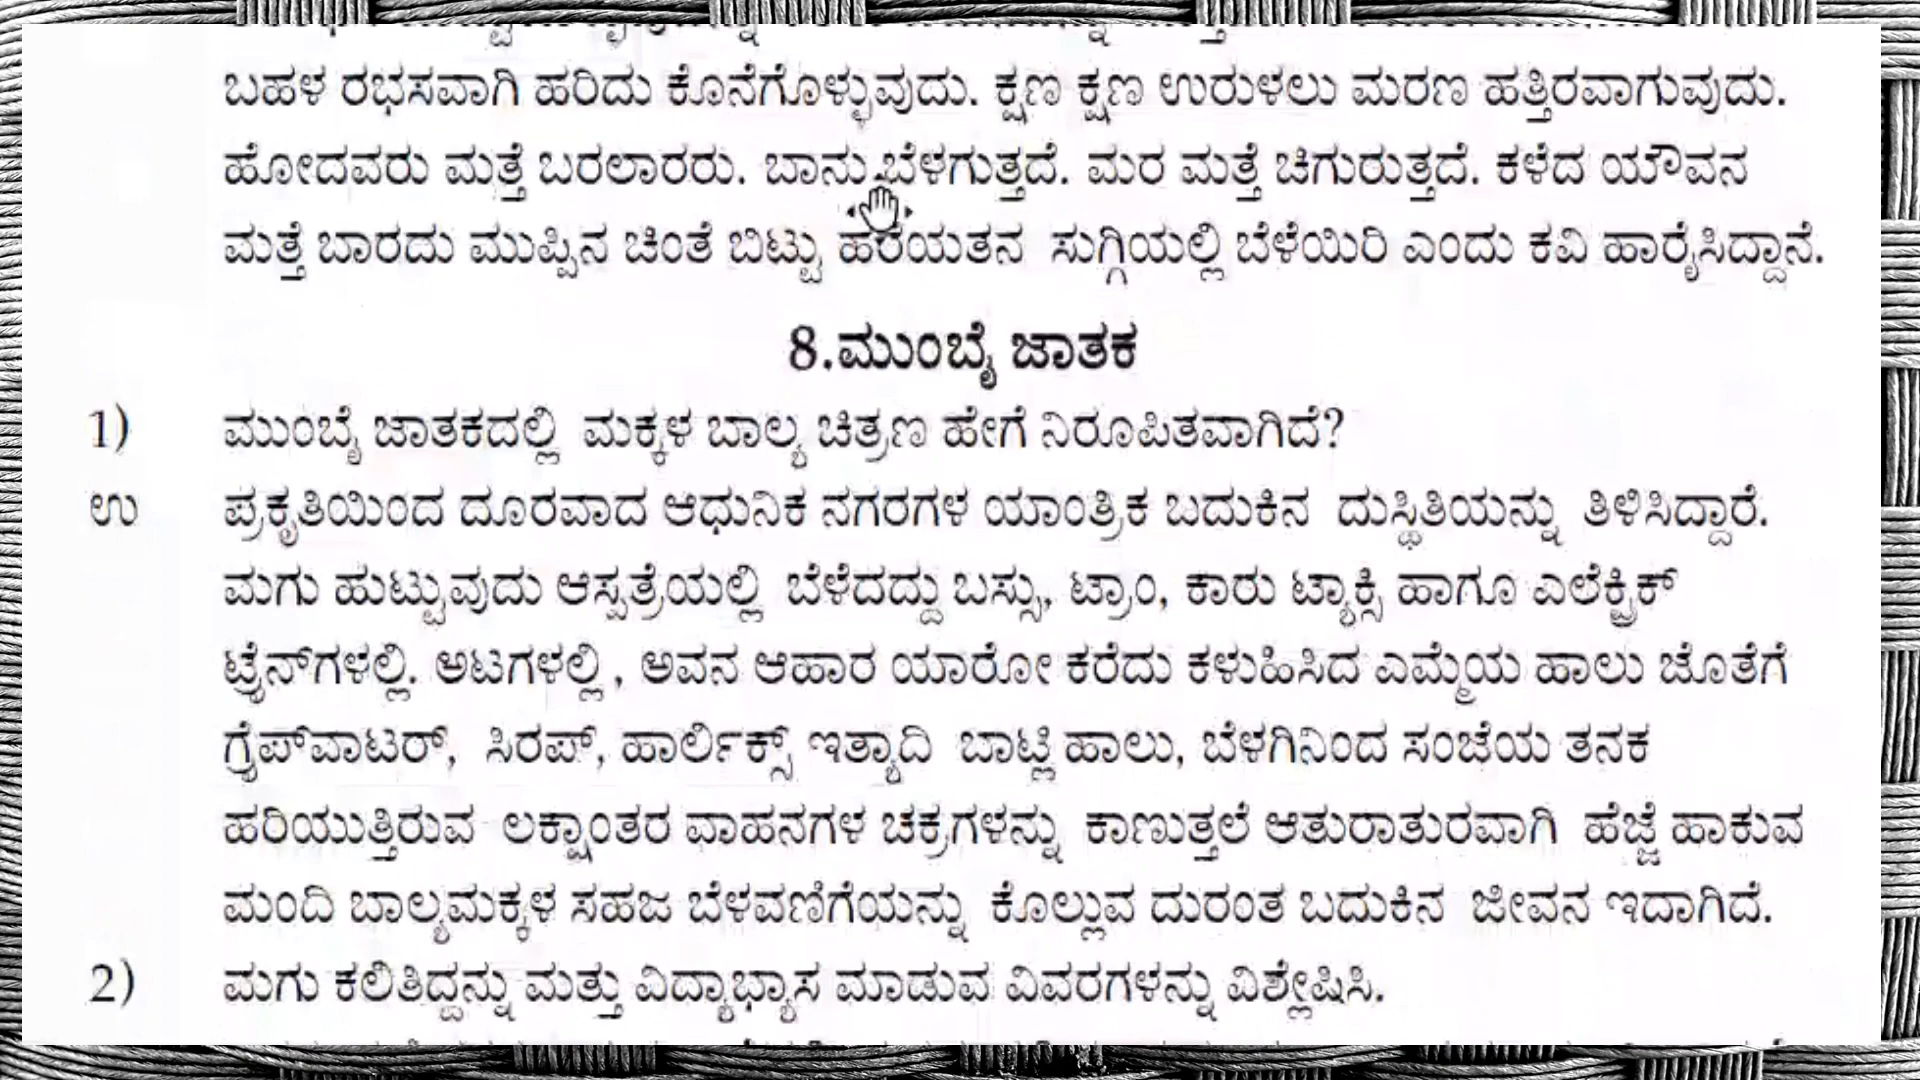 ಬಹಳ ರಭಸವಾಗಿ ಹರಿದು ಕೊನೆಗೊಳ್ಳುವುದು. ಕ್ಷಣ ಕ್ಷಣ ಉರುಳಲು ಮರಣ ಹತ್ತಿರವಾಗುವುದು.
ಹೋದವರು ಮತ್ತೆ ಬರಲಾರರು. ಬಾನು ಬೆಳಗುತ್ತದೆ. ಮರ ಮತ್ತೆ ಚಿಗುರುತ್ತದೆ. ಕಳೆದ ಯೌವನ
ಮತ್ತೆ ಬಾರದು ಮುಪ್ಪಿನ ಚಿಂತೆ ಬಿಟ್ಟು ಹರೆಯತನ ಸುಗ್ಗಿಯಲ್ಲಿ ಬೆಳೆಯಿರಿ ಎಂದು ಕವಿ ಹಾರೈಸಿದ್ದಾನೆ.
8.ಮುಂಬೈ ಜಾತಕ
1) ಮುಂಬೈ ಜಾತಕದಲ್ಲಿ ಮಕ್ಕಳ ಬಾಲ್ಯ ಚಿತ್ರಣ ಹೇಗೆ ನಿರೂಪಿತವಾಗಿದೆ?
ಉ ಪ್ರಕೃತಿಯಿಂದ ದೂರವಾದ ಆಧುನಿಕ ನಗರಗಳ ಯಾಂತ್ರಿಕ ಬದುಕಿನ ದುಸ್ಥಿತಿಯನ್ನು ತಿಳಿಸಿದ್ದಾರೆ.
ಮಗು ಹುಟ್ಟುವುದು ಆಸ್ಪತ್ರೆಯಲ್ಲಿ ಬೆಳೆದದ್ದು ಬಸ್ಸು, ಟ್ರಾಂ, ಕಾರು ಟ್ಯಾಕ್ಸಿ ಹಾಗೂ ಎಲೆಕ್ಟ್ರಿಕ್
ಟ್ರೈನ್‌ಗಳಲ್ಲಿ. ಅಟಗಳಲ್ಲಿ, ಅವನ ಆಹಾರ ಯಾರೋ ಕರೆದು ಕಳುಹಿಸಿದ ಎಮ್ಮೆಯ ಹಾಲು ಜೊತೆಗೆ
ಗ್ರೈಪ್‌ವಾಟರ್, ಸಿರಪ್, ಹಾರ್ಲಿಕ್ಸ್ ಇತ್ಯಾದಿ ಬಾಟ್ಲಿ ಹಾಲು, ಬೆಳಗಿನಿಂದ ಸಂಜೆಯ ತನಕ
ಹರಿಯುತ್ತಿರುವ ಲಕ್ಷಾಂತರ ವಾಹನಗಳ ಚಕ್ರಗಳನ್ನು ಕಾಣುತ್ತಲೆ ಆತುರಾತುರವಾಗಿ ಹೆಜ್ಜೆ ಹಾಕುವ
ಮಂದಿ ಬಾಲ್ಯಮಕ್ಕಳ ಸಹಜ ಬೆಳವಣಿಗೆಯನ್ನು ಕೊಲ್ಲುವ ದುರಂತ ಬದುಕಿನ ಜೀವನ ಇದಾಗಿದೆ.
2) ಮಗು ಕಲಿತಿದ್ದನ್ನು ಮತ್ತು ವಿದ್ಯಾಭ್ಯಾಸ ಮಾಡುವ ವಿವರಗಳನ್ನು ವಿಶ್ಲೇಷಿಸಿ.